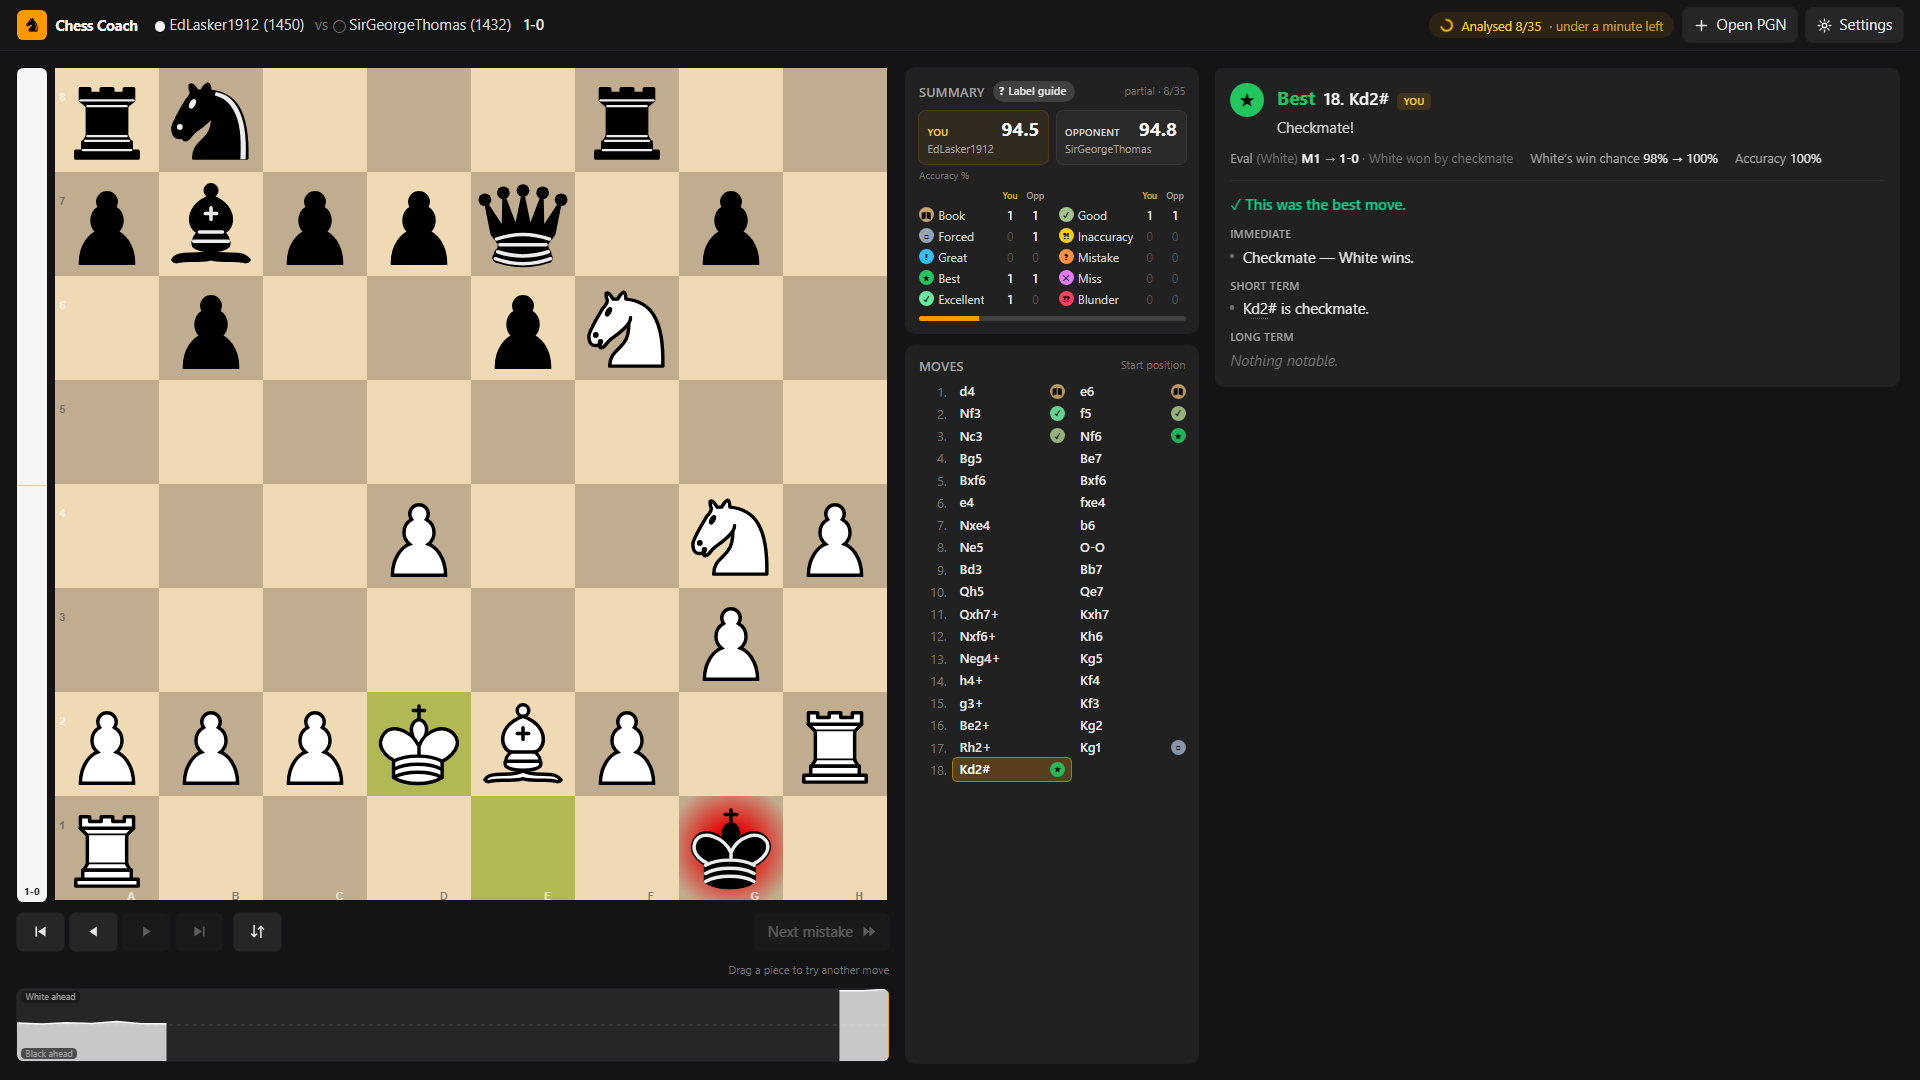 Chess Coach EdLasker1912 (1450) vs SirGeorgeThomas (1432) 1-0
Analysed 8/35 · under a minute left
Open PGN
Settings
8
7
6
5
4
3
2
1
A B C D E F G H
1-0
Next mistake
Drag a piece to try another move
White ahead
Black ahead
SUMMARY ? Label guide partial · 8/35
YOU 94.5
EdLasker1912
OPPONENT 94.8
SirGeorgeThomas
Accuracy %
You Opp You Opp
Book 1 1 Good 1 1
Forced 0 1 Inaccuracy 0 0
Great 0 0 Mistake 0 0
Best 1 1 Miss 0 0
Excellent 1 0 Blunder 0 0
MOVES Start position
1. d4 e6
2. Nf3 f5
3. Nc3 Nf6
4. Bg5 Be7
5. Bxf6 Bxf6
6. e4 fxe4
7. Nxe4 b6
8. Ne5 O-O
9. Bd3 Bb7
10. Qh5 Qe7
11. Qxh7+ Kxh7
12. Nxf6+ Kh6
13. Neg4+ Kg5
14. h4+ Kf4
15. g3+ Kf3
16. Be2+ Kg2
17. Rh2+ Kg1
18. Kd2#
Best 18. Kd2# YOU
Checkmate!
Eval (White) M1 → 1-0 · White won by checkmate White's win chance 98% → 100% Accuracy 100%
✓ This was the best move.
IMMEDIATE
• Checkmate — White wins.
SHORT TERM
• Kd2# is checkmate.
LONG TERM
Nothing notable.